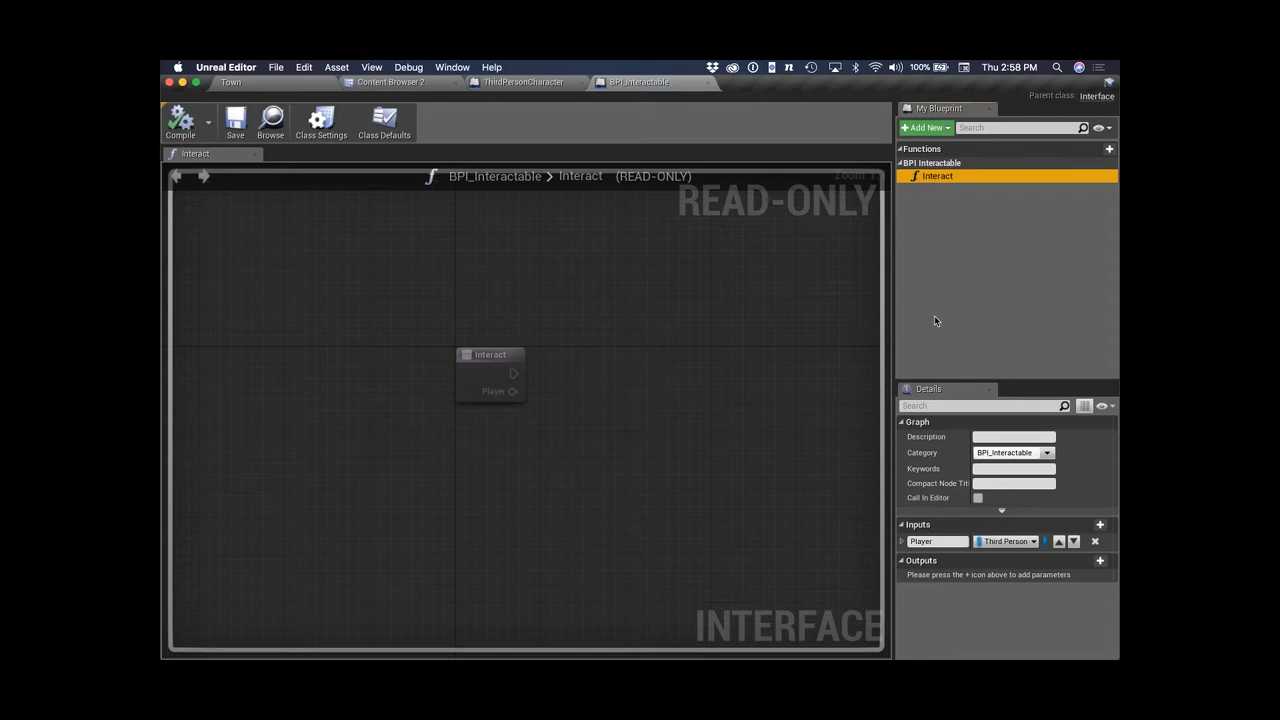 Unreal Editor File Edit Asset View Window Debug Window Help 100% Thu 2:58 PM
Town Content Browser 2 ThirdPersonCharacter BPI_Interactable
Parent class: Interface
Compile Save Browse Class Settings Class Defaults
My Blueprint
+ Add New Search
Functions
BPI Interactable
f Interact
f Interact
f BPI_Interactable > Interact (READ-ONLY)
READ-ONLY
Interact
Player
INTERFACE
Details
Search
Graph
Description
Category BPI_Interactable
Keywords
Compact Node Titl
Call In Editor
Inputs
Player Third Person
Outputs
Please press the + icon above to add parameters